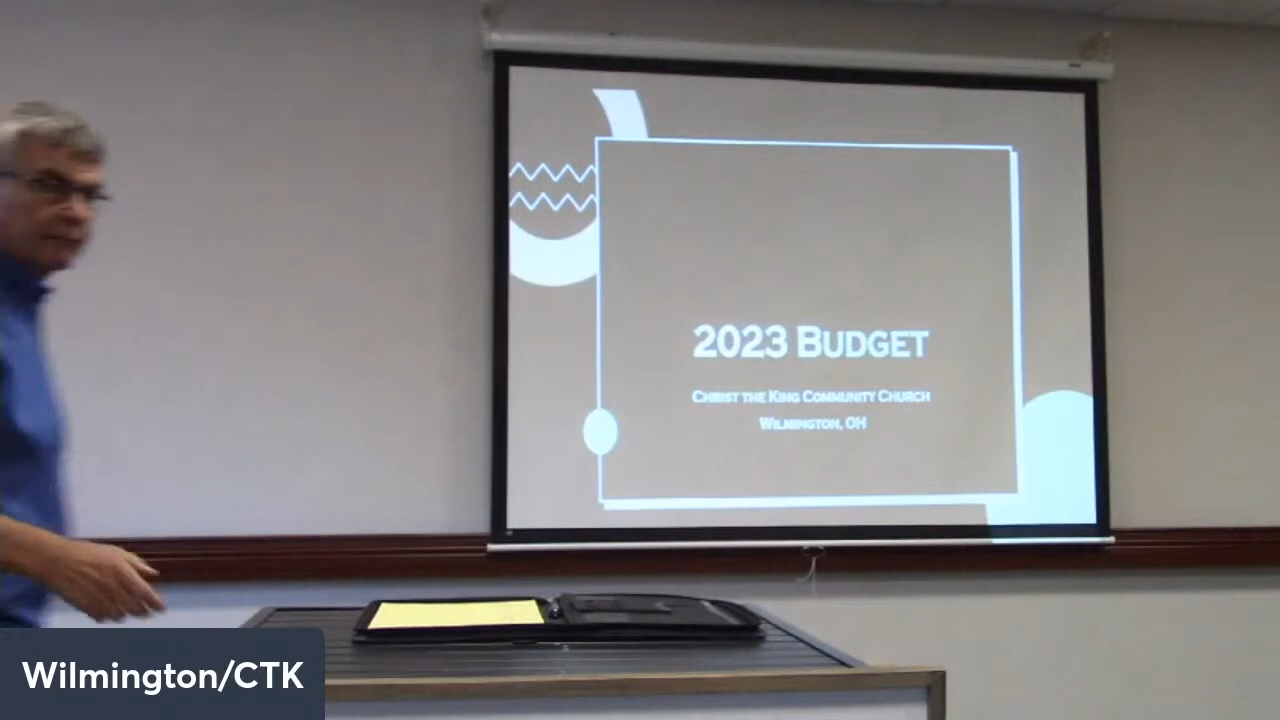 2023 BUDGET
CHRIST THE KING COMMUNITY CHURCH
WILMINGTON, OH
Wilmington/CTK